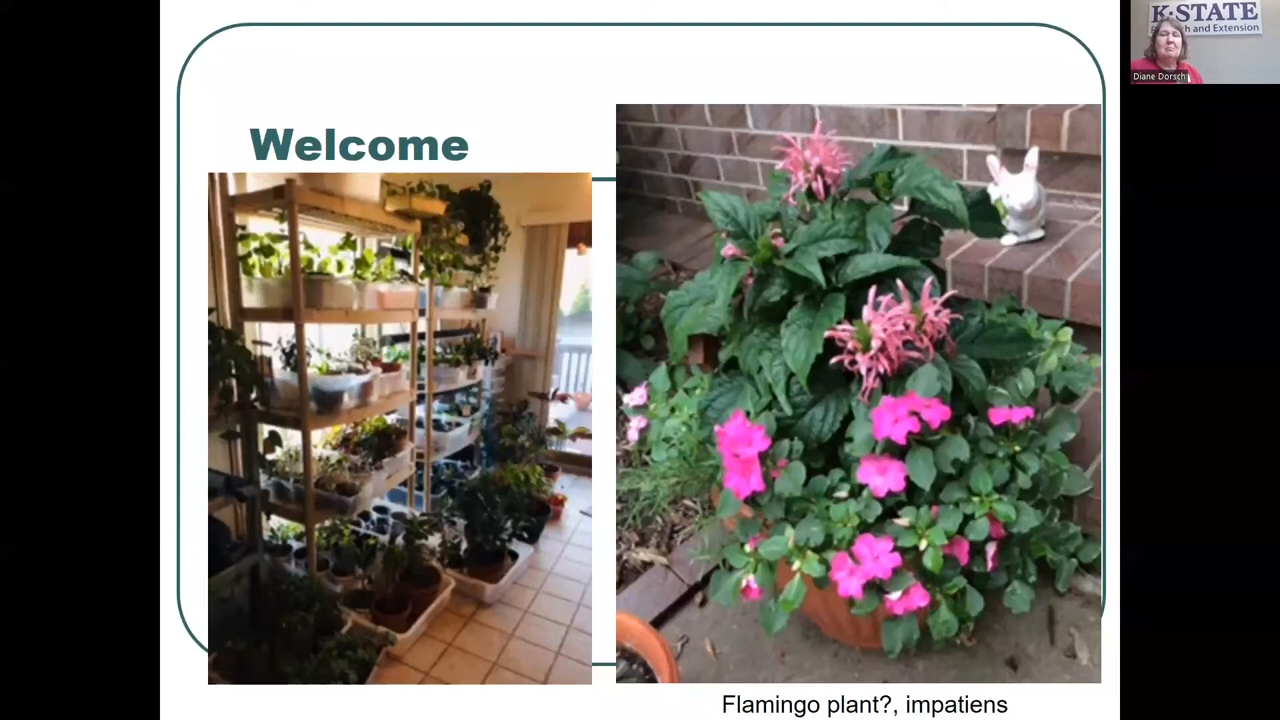 K-STATE
and Extension
Diane Dorsch
Welcome
Flamingo plant?, impatiens